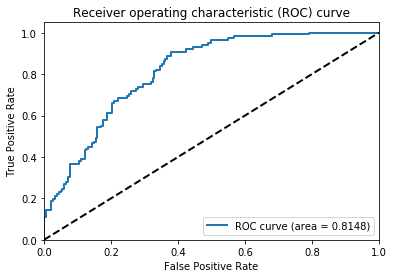 Receiver operating characteristic (ROC) curve
True Positive Rate
1.0
0.8
0.6
0.4
0.2
0.0
ROC curve (area = 0.8148)
0.0 0.2 0.4 0.6 0.8 1.0
False Positive Rate